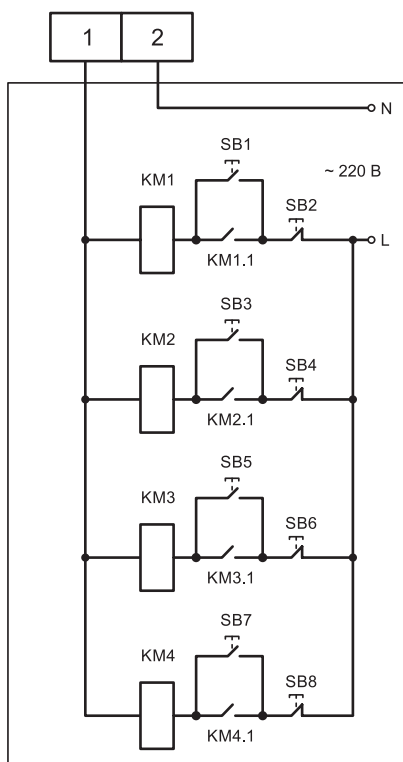 1 2
N
SB1
~ 220 В
KM1
SB2
L
KM1.1
SB3
KM2
SB4
KM2.1
SB5
KM3
SB6
KM3.1
SB7
KM4
SB8
KM4.1